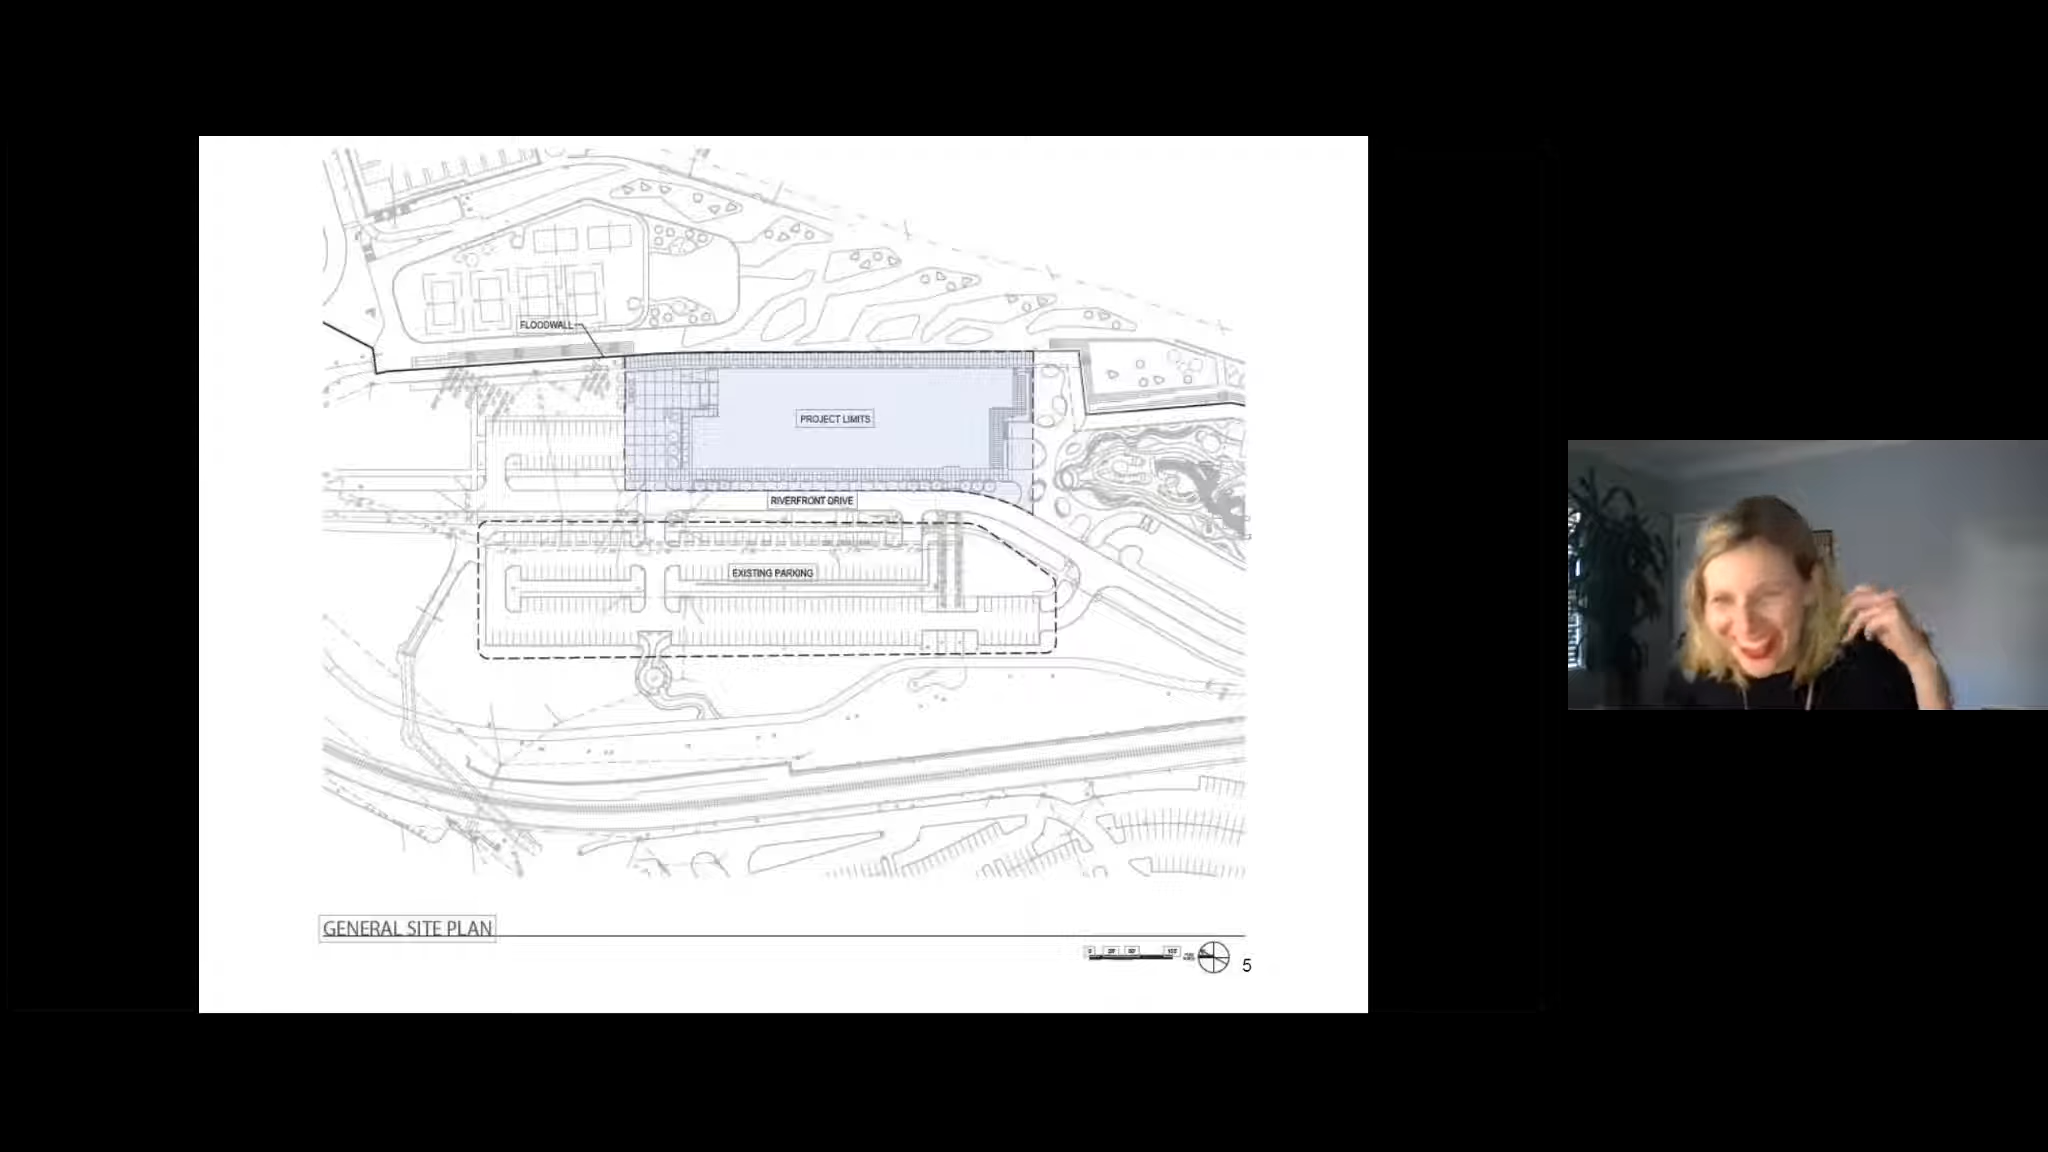 FLOODWALL
PROJECT LIMITS
RIVERFRONT DRIVE
EXISTING PARKING
GENERAL SITE PLAN
5